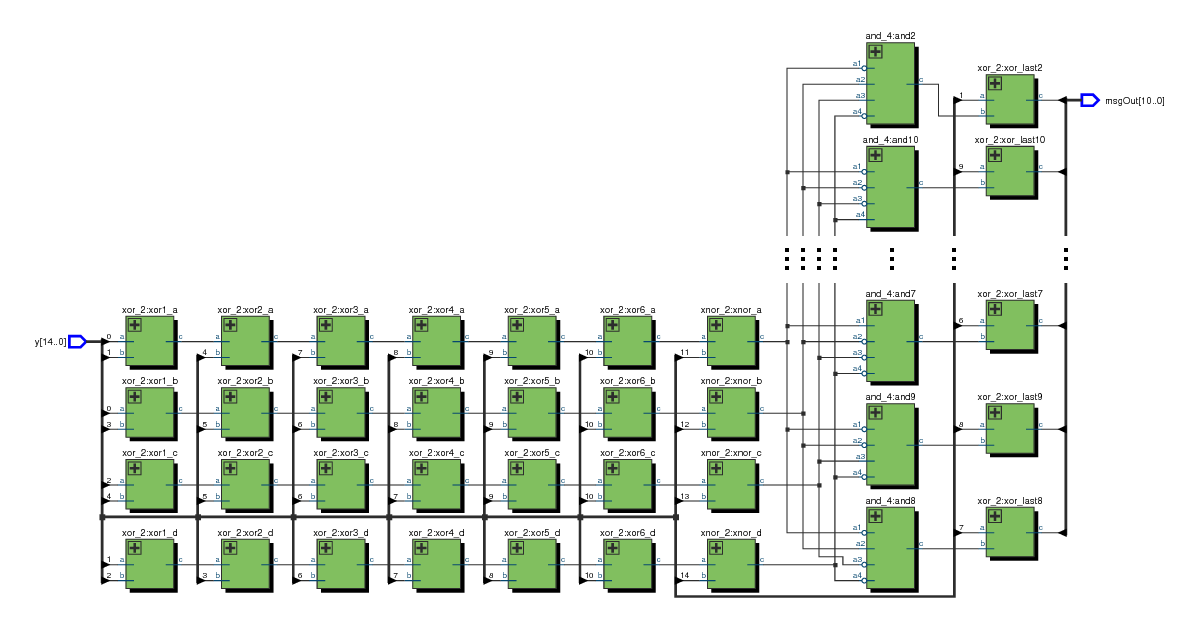 and_4:and2
a1
a2
a3
a4
c
xor_2:xor_last2
1
a
b
c
msgOut[10..0]
and_4:and10
a1
a2
a3
a4
c
xor_2:xor_last10
9
a
b
c
and_4:and7
a1
a2
a3
a4
c
xor_2:xor_last7
6
a
b
c
and_4:and9
a1
a2
a3
a4
c
xor_2:xor_last9
8
a
b
c
and_4:and8
a1
a2
a3
a4
c
xor_2:xor_last8
7
a
b
c
y[14..0]
xor_2:xor1_a xor_2:xor2_a xor_2:xor3_a xor_2:xor4_a xor_2:xor5_a xor_2:xor6_a xnor_2:xnor_a
0 a c a c a c a c a c a c a c
1 b 4 b 7 b 8 b 9 b 10 b 11 b
xor_2:xor1_b xor_2:xor2_b xor_2:xor3_b xor_2:xor4_b xor_2:xor5_b xor_2:xor6_b xnor_2:xnor_b
0 a c a c a c a c a c a c a c
3 b 5 b 6 b 8 b 9 b 10 b 12 b
xor_2:xor1_c xor_2:xor2_c xor_2:xor3_c xor_2:xor4_c xor_2:xor5_c xor_2:xor6_c xnor_2:xnor_c
2 a c a c a c a c a c a c a c
4 b 5 b 6 b 7 b 9 b 10 b 13 b
xor_2:xor1_d xor_2:xor2_d xor_2:xor3_d xor_2:xor4_d xor_2:xor5_d xor_2:xor6_d xnor_2:xnor_d
1 a c a c a c a c a c a c a c
2 b 3 b 6 b 7 b 8 b 10 b 14 b